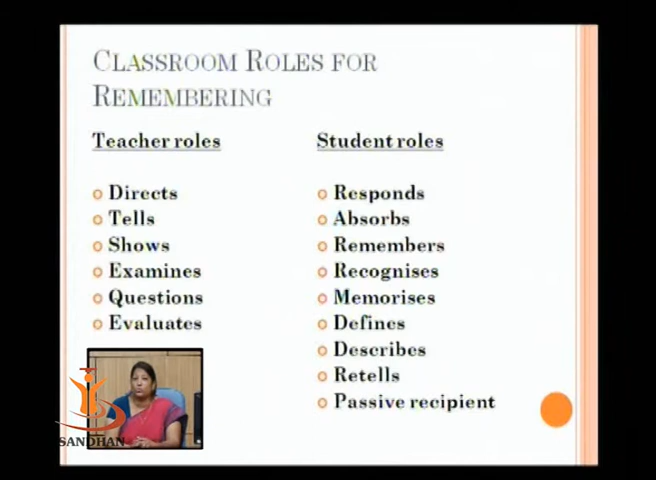 CLASSROOM ROLES FOR
REMEMBERING
Teacher roles
Directs
Tells
Shows
Examines
Questions
Evaluates
Student roles
Responds
Absorbs
Remembers
Recognises
Memorises
Defines
Describes
Retells
Passive recipient
SANDHAN